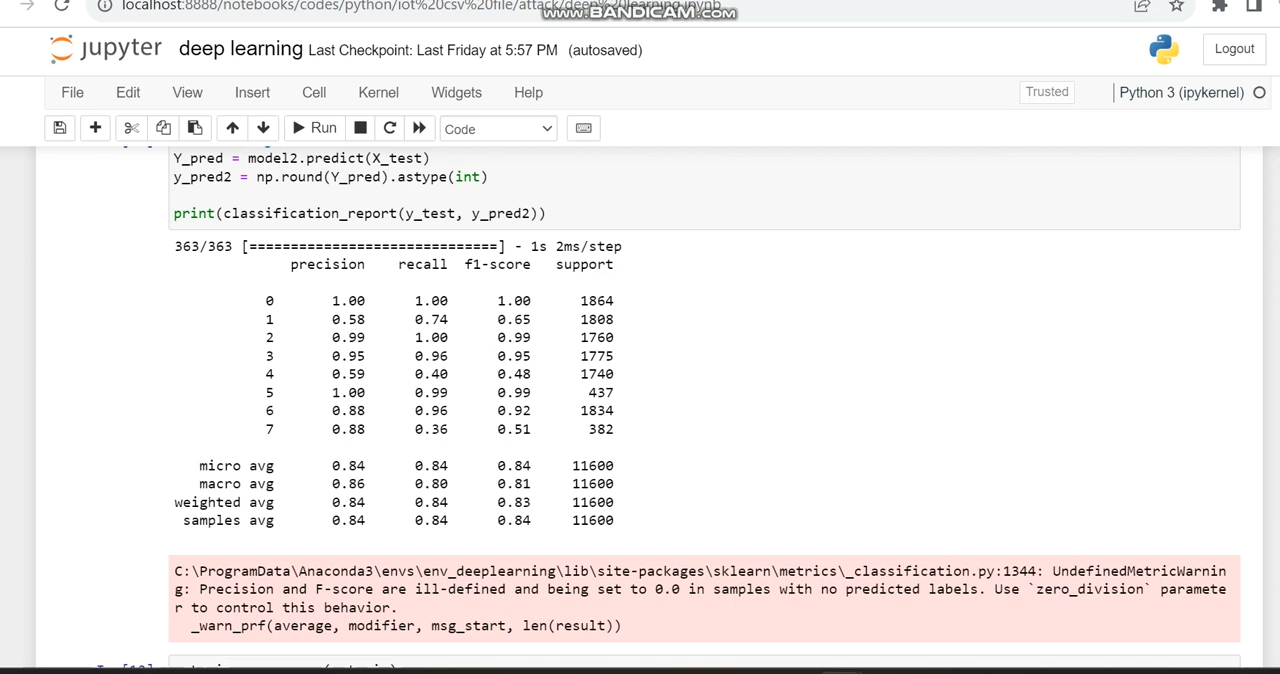 localhost:8888/notebooks/codes/python/iot%20csv%20file/attack/deep%20learning.ipynb
www.BANDICAM.com
jupyter deep learning Last Checkpoint: Last Friday at 5:57 PM (autosaved) Logout
File Edit View Insert Cell Kernel Widgets Help Trusted Python 3 (ipykernel)
Run Code
Y_pred = model2.predict(X_test)
y_pred2 = np.round(Y_pred).astype(int)
print(classification_report(y_test, y_pred2))
363/363 [==============================] - 1s 2ms/step
precision recall f1-score support
0 1.00 1.00 1.00 1864
1 0.58 0.74 0.65 1808
2 0.99 1.00 0.99 1760
3 0.95 0.96 0.95 1775
4 0.59 0.40 0.48 1740
5 1.00 0.99 0.99 437
6 0.88 0.96 0.92 1834
7 0.88 0.36 0.51 382
micro avg 0.84 0.84 0.84 11600
macro avg 0.86 0.80 0.81 11600
weighted avg 0.84 0.84 0.83 11600
samples avg 0.84 0.84 0.84 11600
C:\ProgramData\Anaconda3\envs\env_deeplearning\lib\site-packages\sklearn\metrics\_classification.py:1344: UndefinedMetricWarnin
g: Precision and F-score are ill-defined and being set to 0.0 in samples with no predicted labels. Use `zero_division` paramete
r to control this behavior.
_warn_prf(average, modifier, msg_start, len(result))